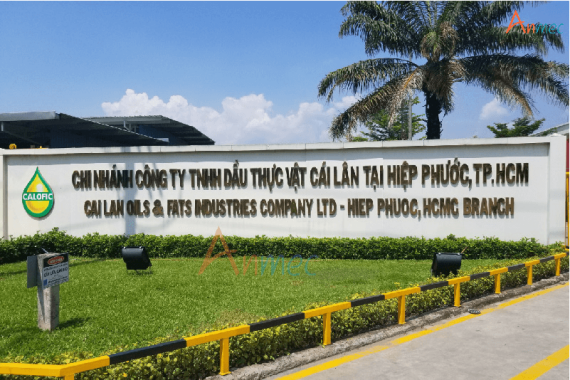 CHI NHÁNH CÔNG TY TNHH DẦU THỰC VẬT CÁI LÂN TẠI HIỆP PHƯỚC, TP.HCM
CAI LAN OILS & FATS INDUSTRIES COMPANY LTD - HIEP PHUOC, HCMC BRANCH
CALOFIC